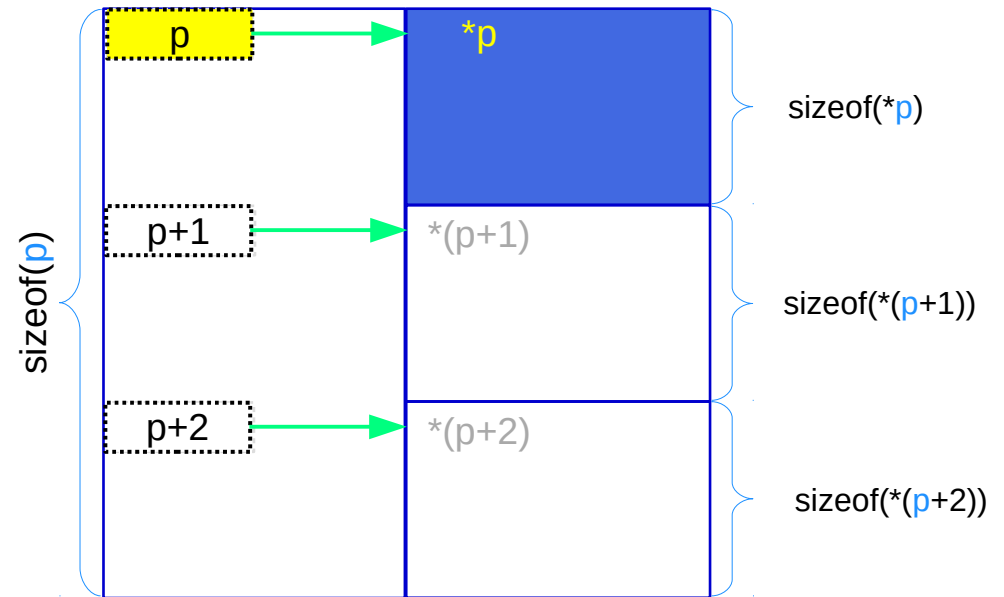 p
*p
sizeof(*p)
sizeof(p)
p+1
*(p+1)
sizeof(*(p+1))
p+2
*(p+2)
sizeof(*(p+2))